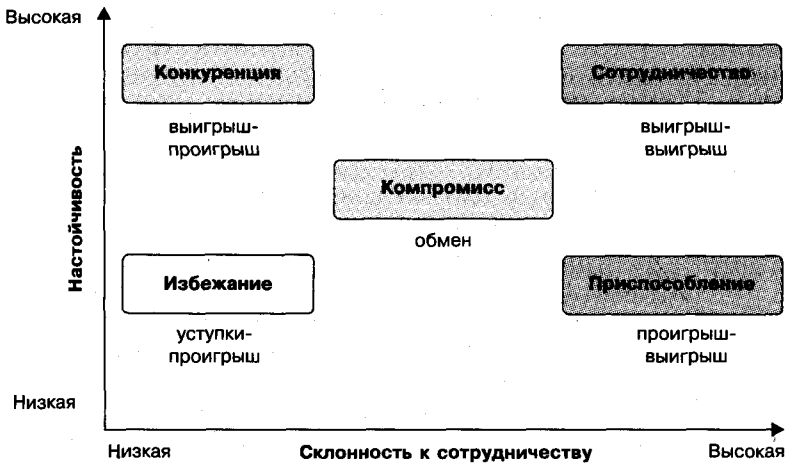 Высокая
Конкуренция
Сотрудничество
выигрыш-
проигрыш
выигрыш-
выигрыш
Компромисс
обмен
Настойчивость
Избежание
Приспособление
уступки-
проигрыш
проигрыш-
выигрыш
Низкая
Низкая
Склонность к сотрудничеству
Высокая